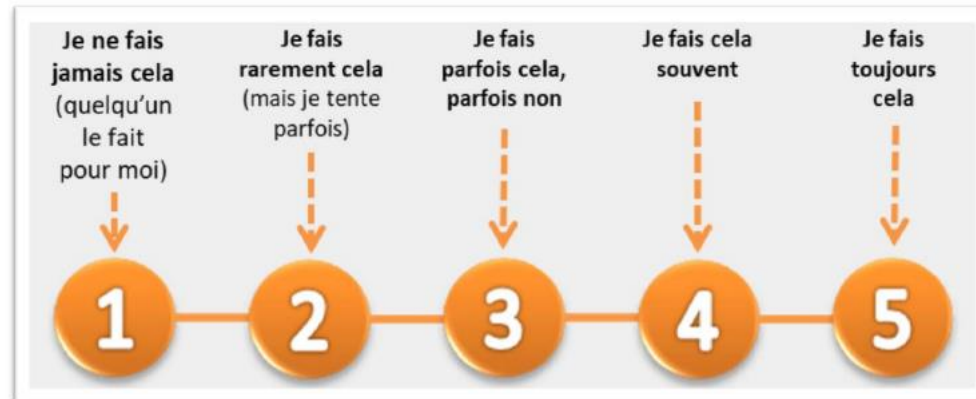 Je ne fais
jamais cela
(quelqu'un
le fait
pour moi)
Je fais
rarement cela
(mais je tente
parfois)
Je fais
parfois cela,
parfois non
Je fais cela
souvent
Je fais
toujours
cela
1
2
3
4
5